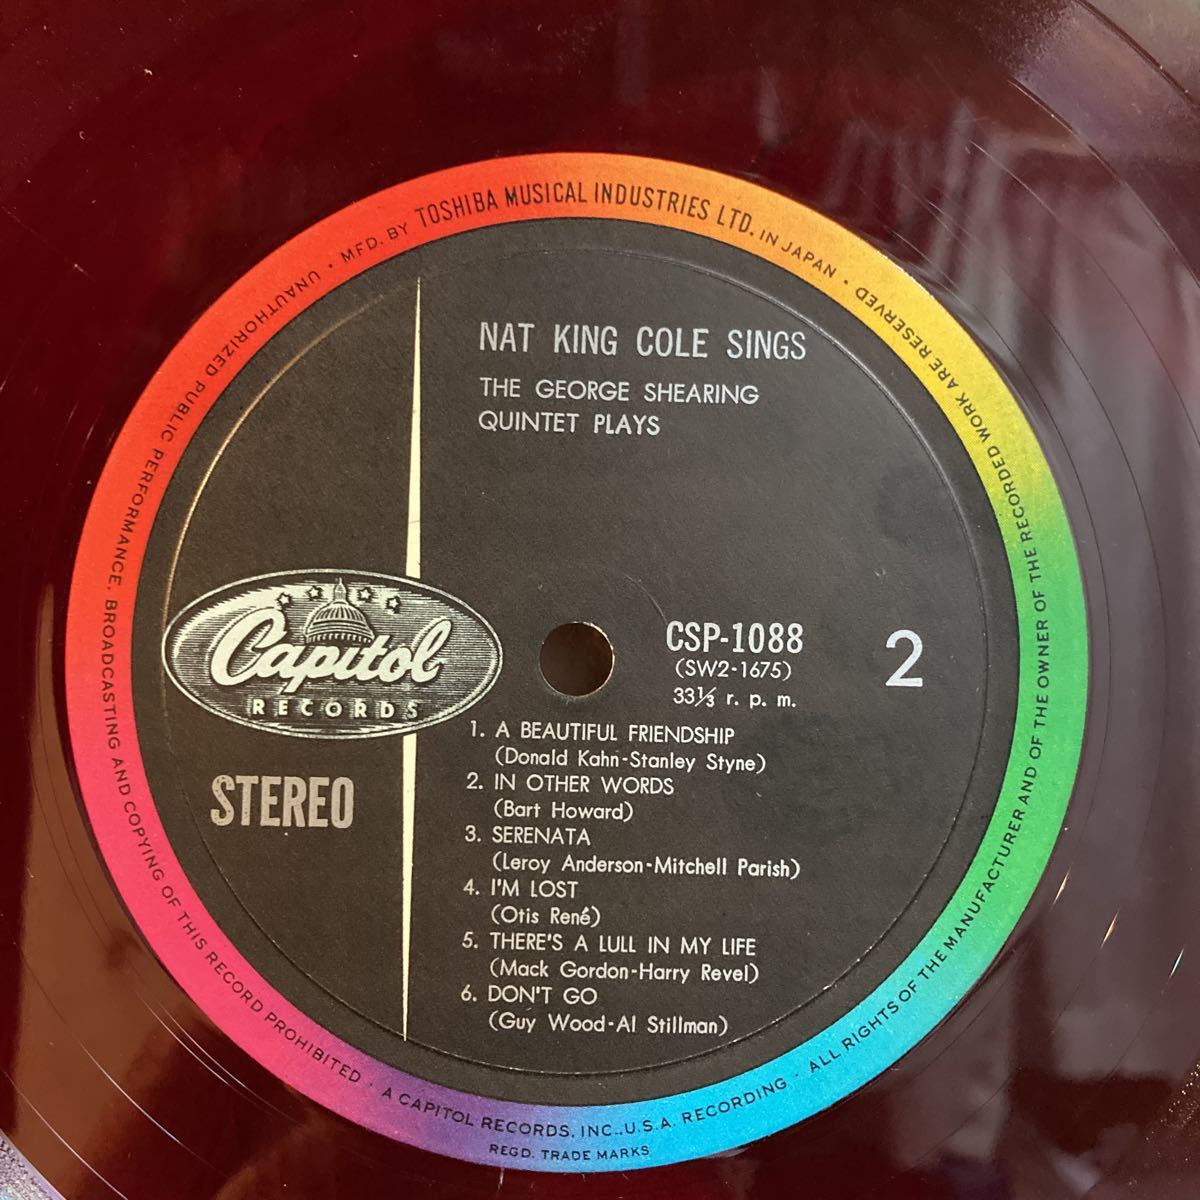 MFD. BY TOSHIBA MUSICAL INDUSTRIES LTD. IN JAPAN · ALL RIGHTS OF THE MANUFACTURER AND OF THE OWNER OF THE RECORDED WORK ARE RESERVED
UNAUTHORIZED PUBLIC PERFORMANCE, BROADCASTING AND COPYING OF THIS RECORD PROHIBITED · A CAPITOL RECORDS, INC., U.S.A. RECORDING ·
REGD. TRADE MARKS
NAT KING COLE SINGS
THE GEORGE SHEARING
QUINTET PLAYS
Capitol
RECORDS
STEREO
CSP-1088
(SW2-1675)
33⅓ r. p. m.
2
1. A BEAUTIFUL FRIENDSHIP
(Donald Kahn-Stanley Styne)
2. IN OTHER WORDS
(Bart Howard)
3. SERENATA
(Leroy Anderson-Mitchell Parish)
4. I'M LOST
(Otis René)
5. THERE'S A LULL IN MY LIFE
(Mack Gordon-Harry Revel)
6. DON'T GO
(Guy Wood-Al Stillman)